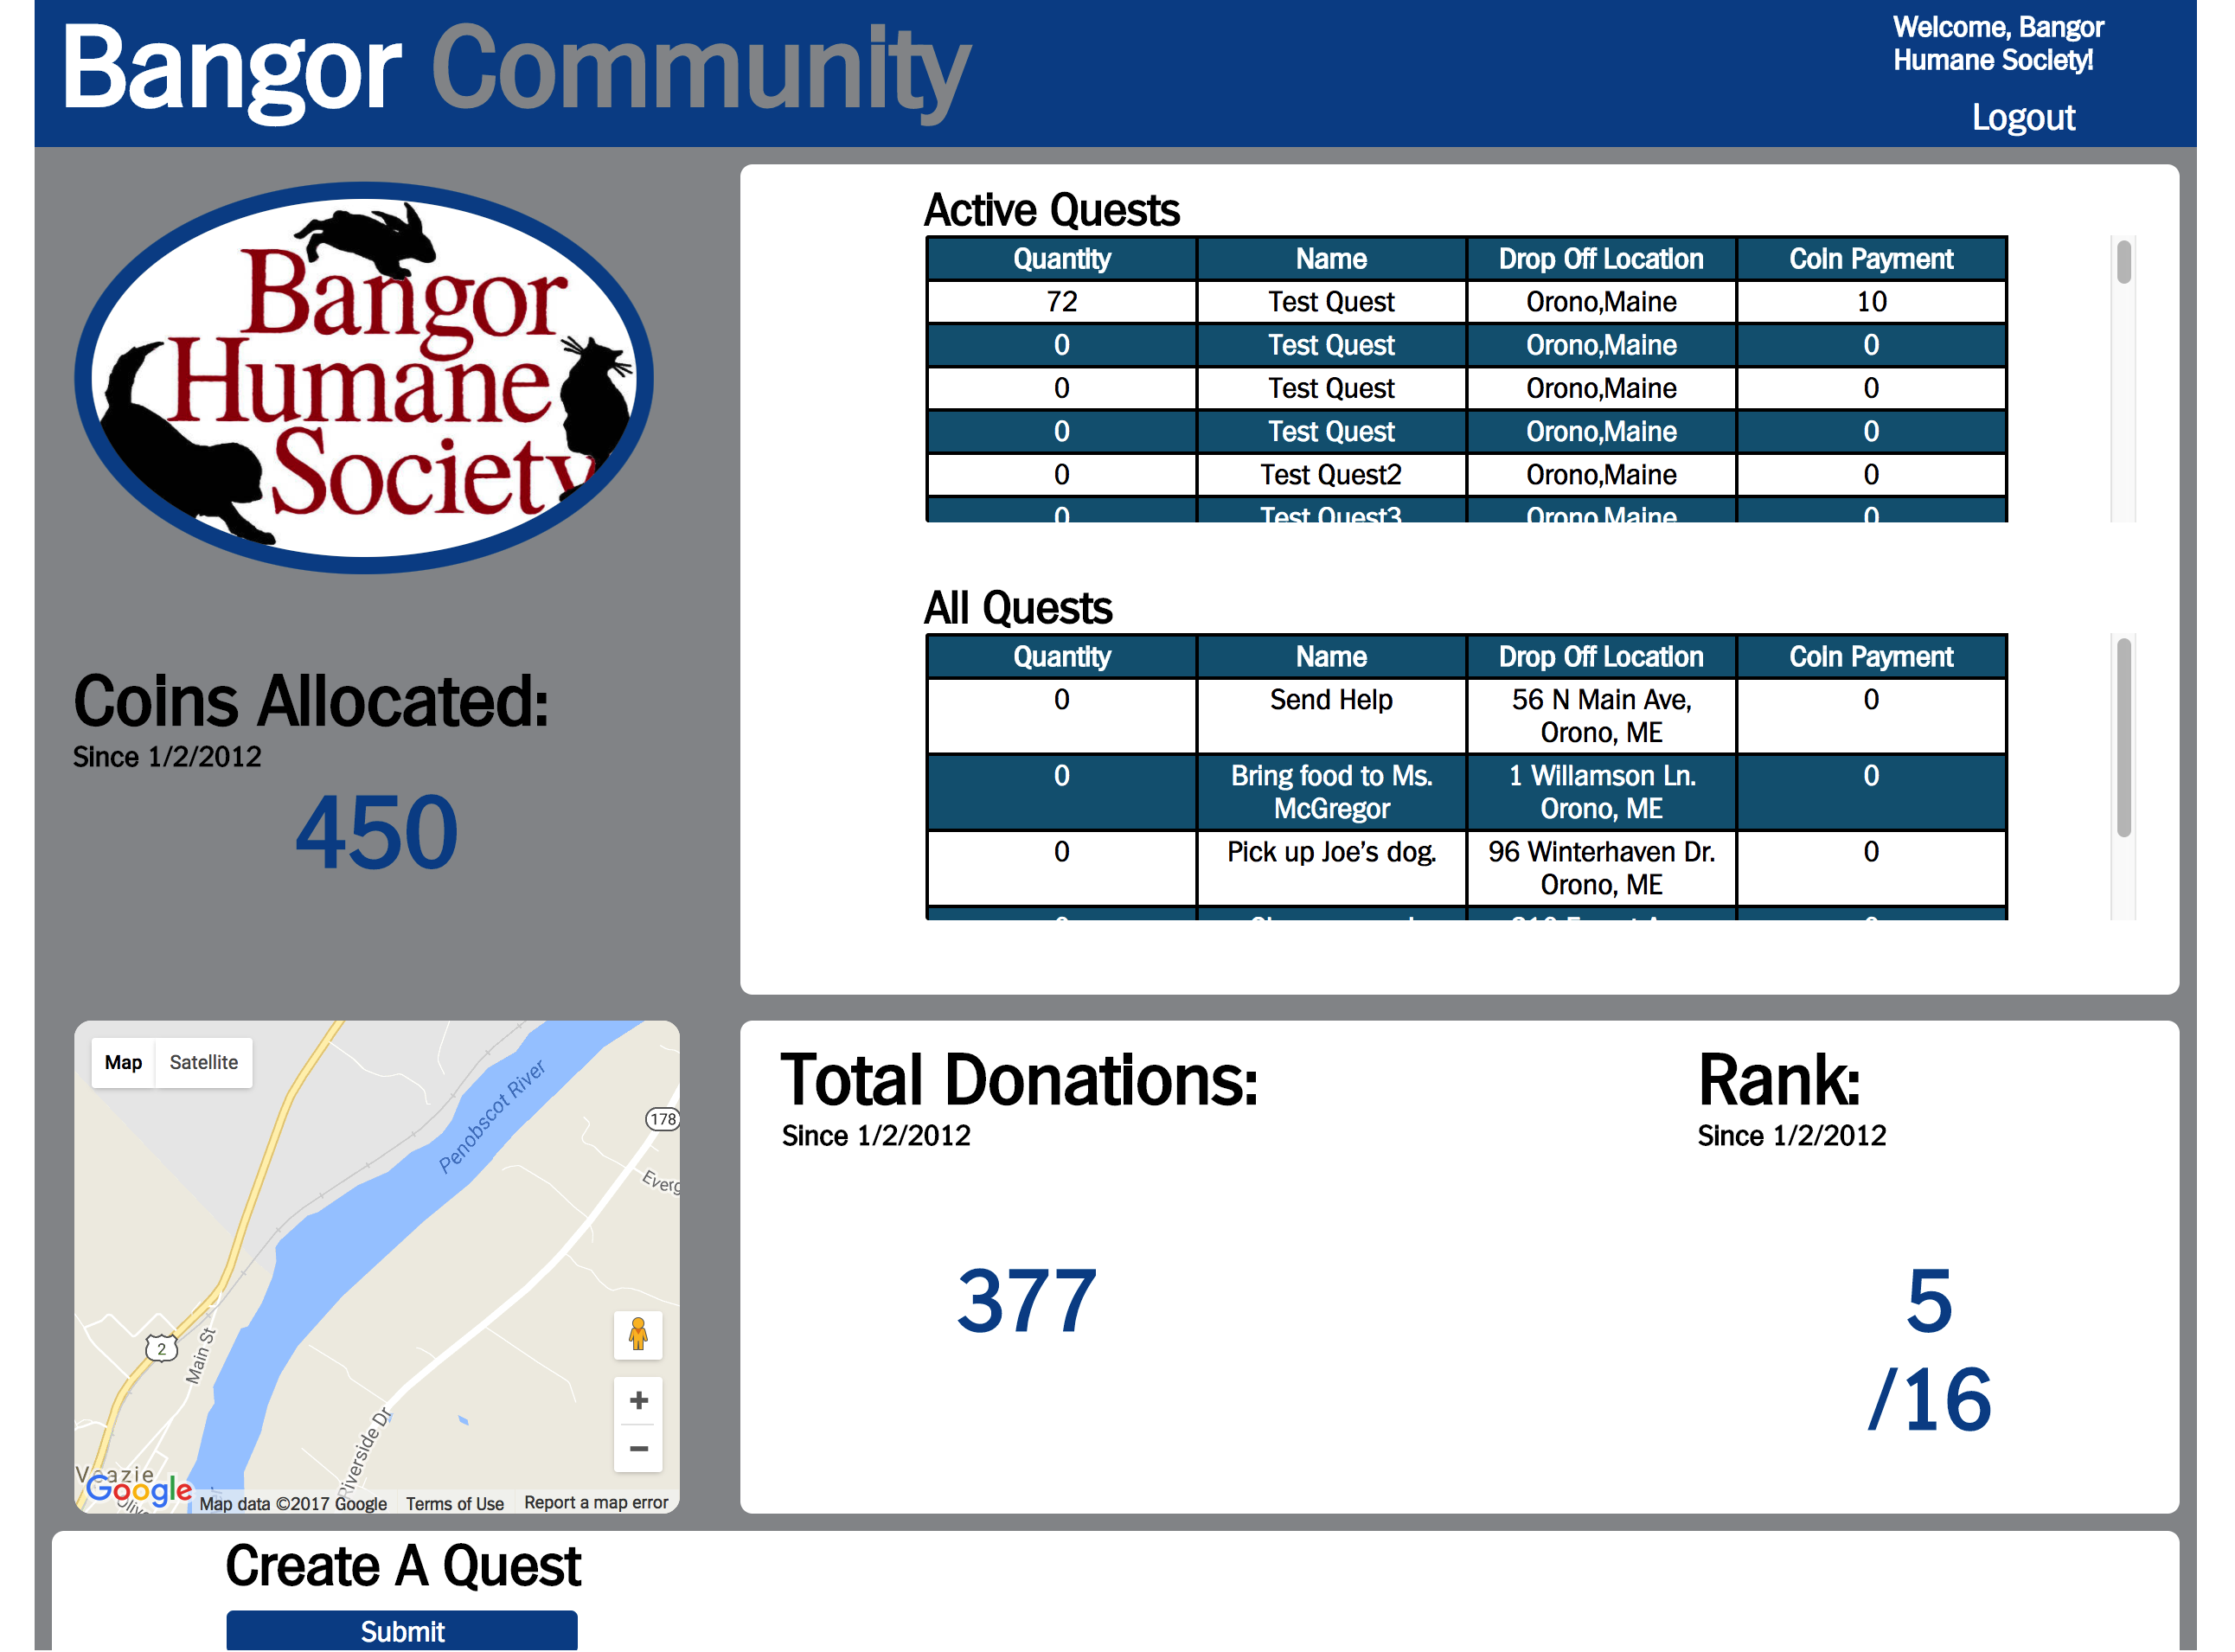 Bangor Community
Welcome, Bangor
Humane Society!
Logout
Bangor
Humane
Society
Coins Allocated:
Since 1/2/2012
450
Active Quests
Quantity Name Drop Off Location Coin Payment
72 Test Quest Orono,Maine 10
0 Test Quest Orono,Maine 0
0 Test Quest Orono,Maine 0
0 Test Quest Orono,Maine 0
0 Test Quest2 Orono,Maine 0
0 Test Quest3 Orono,Maine 0
All Quests
Quantity Name Drop Off Location Coin Payment
0 Send Help 56 N Main Ave, 0
Orono, ME
0 Bring food to Ms. 1 Willamson Ln. 0
McGregor Orono, ME
0 Pick up Joe’s dog. 96 Winterhaven Dr. 0
Orono, ME
Map Satellite
Penobscot River
178
Everg
2
Main St
Riverside Dr
Veazie
Google
Map data ©2017 Google Terms of Use Report a map error
Total Donations:
Since 1/2/2012
377
Rank:
Since 1/2/2012
5
/16
Create A Quest
Submit